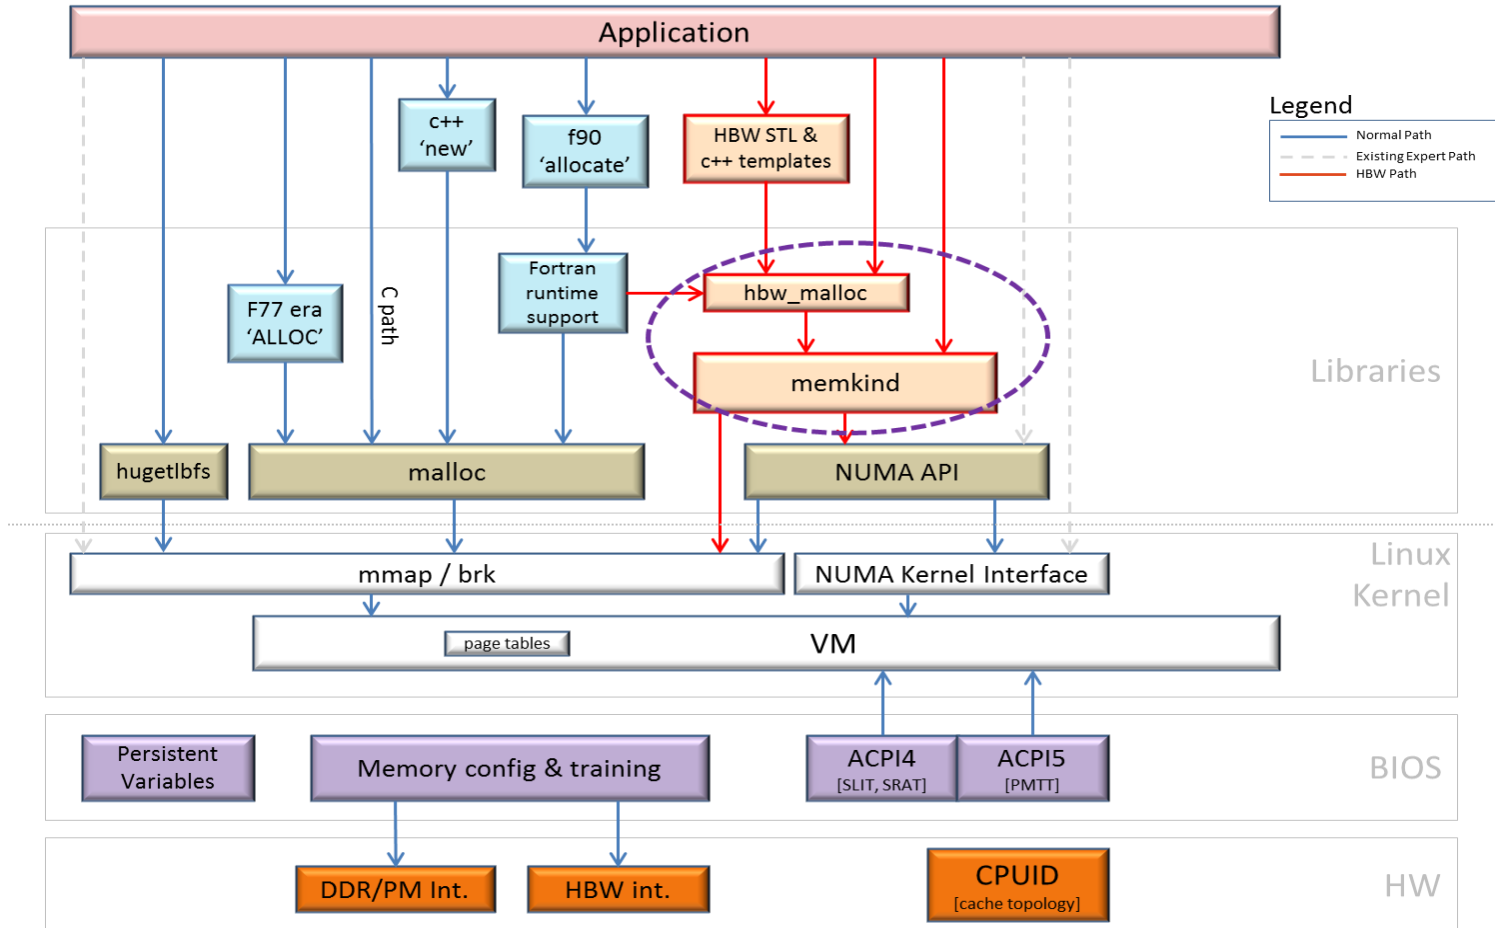 Application
Legend
Normal Path
Existing Expert Path
HBW Path
c++
‘new’
f90
‘allocate’
HBW STL &
c++ templates
Fortran
runtime
support
hbw_malloc
F77 era
‘ALLOC’
C path
memkind
Libraries
hugetlbfs
malloc
NUMA API
mmap / brk
NUMA Kernel Interface
Linux
Kernel
page tables
VM
Persistent
Variables
Memory config & training
ACPI4
[SLIT, SRAT]
ACPI5
[PMTT]
BIOS
DDR/PM Int.
HBW int.
CPUID
[cache topology]
HW